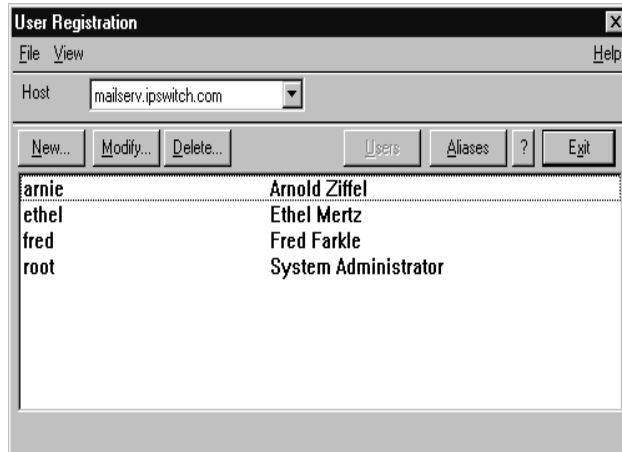 User Registration X
File View Help
Host mailserv.ipswitch.com
New... Modify... Delete... Users Aliases ? Exit
arnie Arnold Ziffel
ethel Ethel Mertz
fred Fred Farkle
root System Administrator